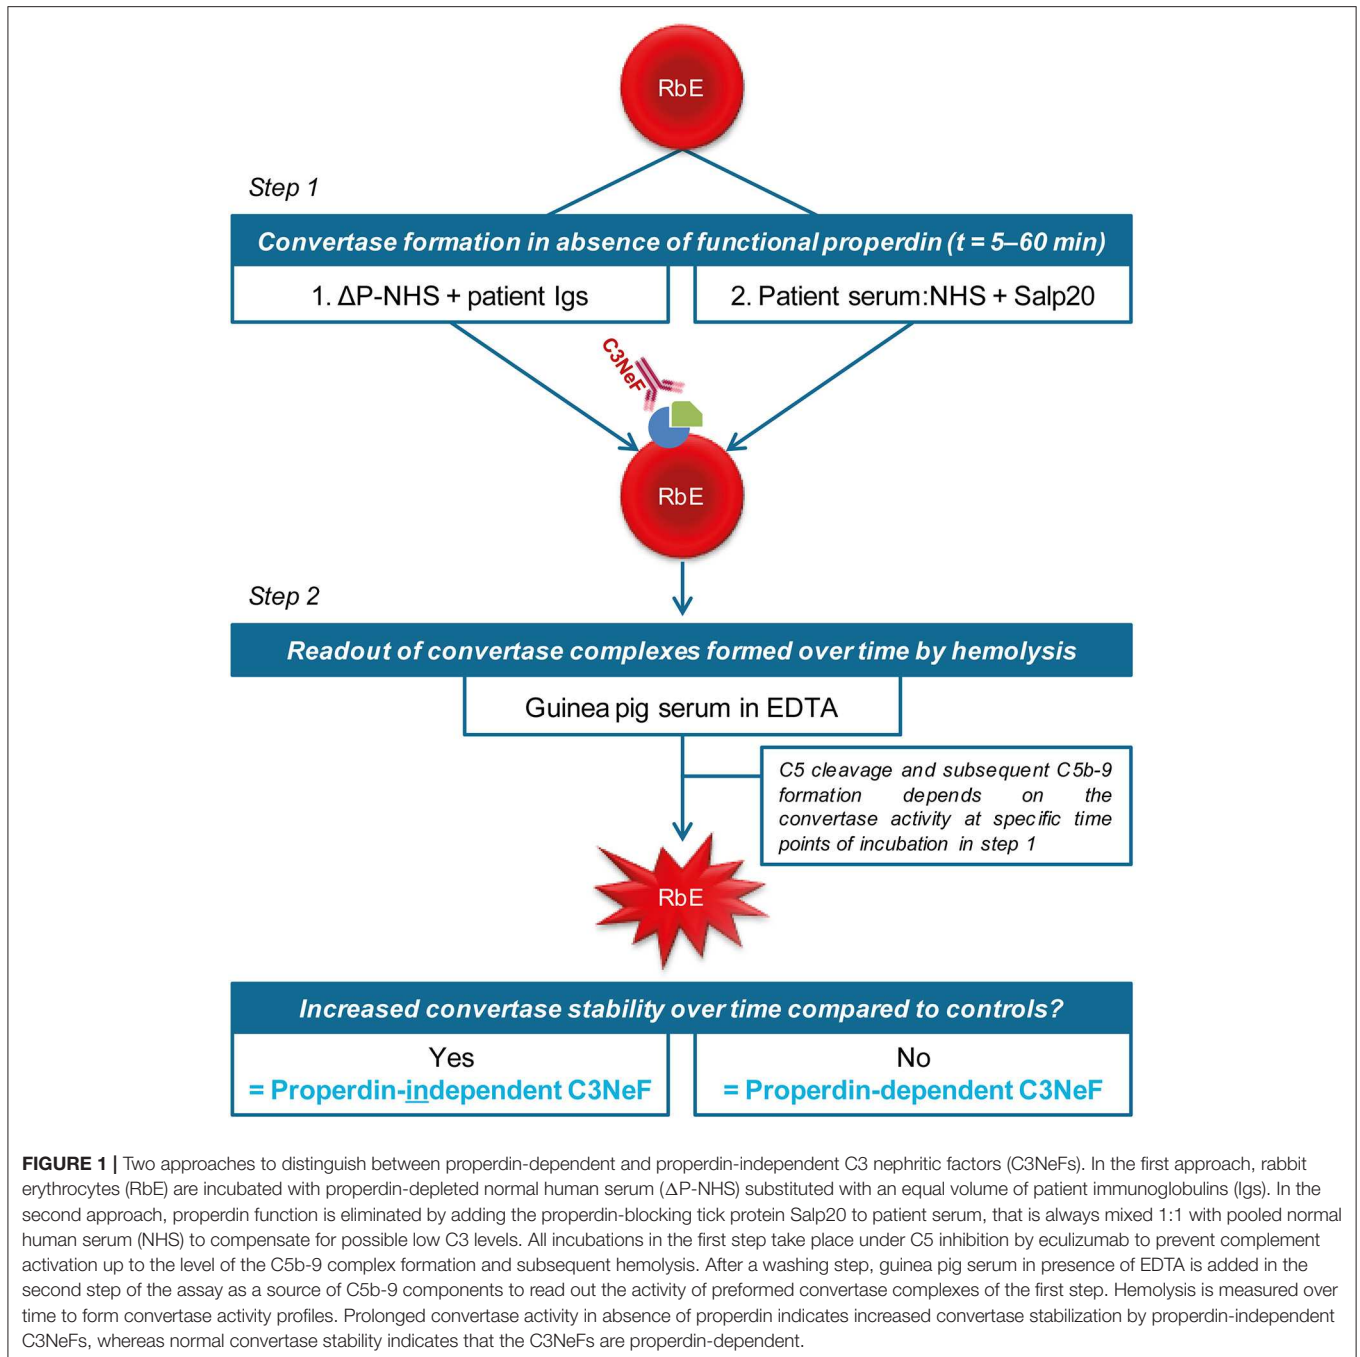 RbE
Step 1
Convertase formation in absence of functional properdin (t = 5–60 min)
1. ΔP-NHS + patient Igs
2. Patient serum:NHS + Salp20
C3NeF
RbE
Step 2
Readout of convertase complexes formed over time by hemolysis
Guinea pig serum in EDTA
C5 cleavage and subsequent C5b-9
formation depends on the
convertase activity at specific time
points of incubation in step 1
RbE
Increased convertase stability over time compared to controls?
Yes
= Properdin-independent C3NeF
No
= Properdin-dependent C3NeF
FIGURE 1 | Two approaches to distinguish between properdin-dependent and properdin-independent C3 nephritic factors (C3NeFs). In the first approach, rabbit
erythrocytes (RbE) are incubated with properdin-depleted normal human serum (ΔP-NHS) substituted with an equal volume of patient immunoglobulins (Igs). In the
second approach, properdin function is eliminated by adding the properdin-blocking tick protein Salp20 to patient serum, that is always mixed 1:1 with pooled normal
human serum (NHS) to compensate for possible low C3 levels. All incubations in the first step take place under C5 inhibition by eculizumab to prevent complement
activation up to the level of the C5b-9 complex formation and subsequent hemolysis. After a washing step, guinea pig serum in presence of EDTA is added in the
second step of the assay as a source of C5b-9 components to read out the activity of preformed convertase complexes of the first step. Hemolysis is measured over
time to form convertase activity profiles. Prolonged convertase activity in absence of properdin indicates increased convertase stabilization by properdin-independent
C3NeFs, whereas normal convertase stability indicates that the C3NeFs are properdin-dependent.